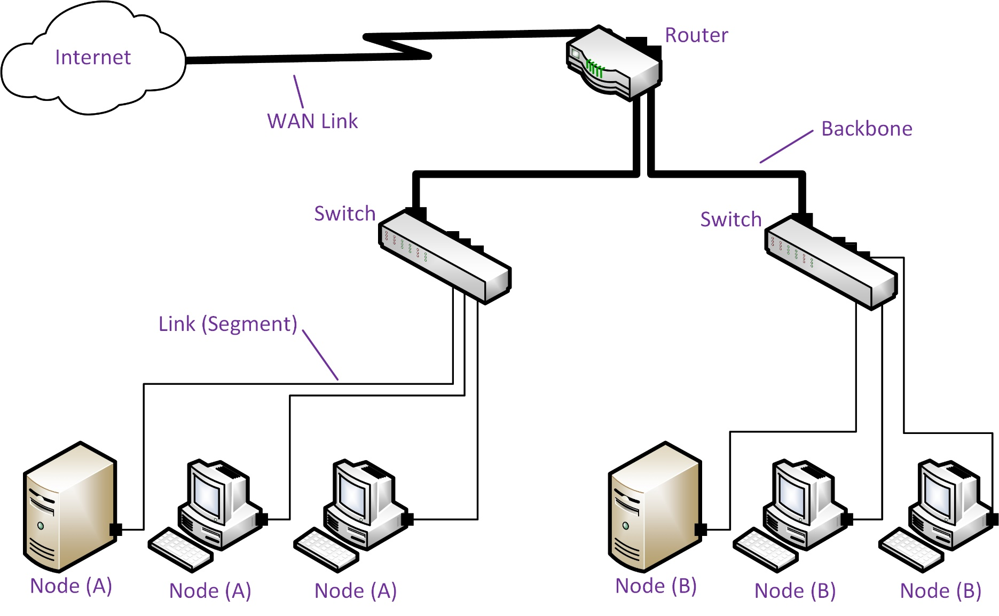 Internet
Router
WAN Link
Backbone
Switch
Switch
Link (Segment)
Node (A)
Node (A)
Node (A)
Node (B)
Node (B)
Node (B)